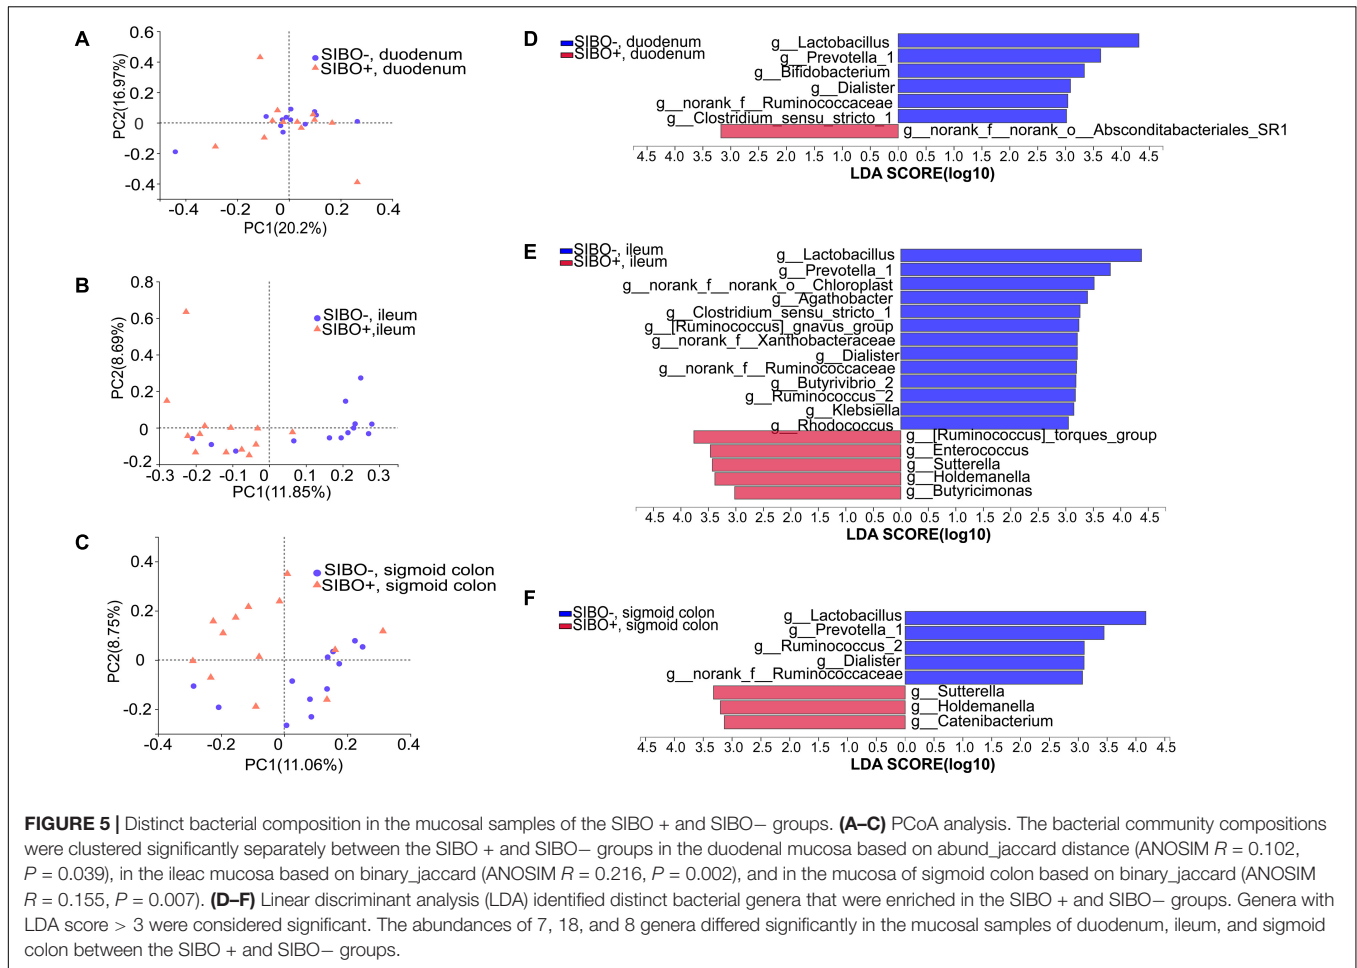 A
0.6
0.4
0.2
0
-0.2
-0.4
PC2(16.97%)
SIBO-, duodenum
SIBO+, duodenum
-0.4 -0.2 0 0.2 0.4
PC1(20.2%)
B
0.8
0.6
0.4
0.2
0
-0.2
PC2(8.69%)
SIBO-, ileum
SIBO+,ileum
-0.3 -0.2 -0.1 0 0.1 0.2 0.3
PC1(11.85%)
C
0.4
0.2
0
-0.2
PC2(8.75%)
SIBO-, sigmoid colon
SIBO+, sigmoid colon
-0.4 -0.2 0 0.2 0.4
PC1(11.06%)
D
SIBO-, duodenum
SIBO+, duodenum
g__Lactobacillus
g__Prevotella_1
g__Bifidobacterium
g__Dialister
g__norank_f__Ruminococcaceae
g__Clostridium_sensu_stricto_1
g__norank_f__norank_o__Absconditabacteriales_SR1
4.5 4.0 3.5 3.0 2.5 2.0 1.5 1.0 0.5 0.0 0.5 1.0 1.5 2.0 2.5 3.0 3.5 4.0 4.5
LDA SCORE(log10)
E
SIBO-, ileum
SIBO+, ileum
g__Lactobacillus
g__Prevotella_1
g__norank_f__norank_o__Chloroplast
g__Agathobacter
g__Clostridium_sensu_stricto_1
g__[Ruminococcus]_gnavus_group
g__norank_f__Xanthobacteraceae
g__Dialister
g__norank_f__Ruminococcaceae
g__Butyrivibrio_2
g__Ruminococcus_2
g__Klebsiella
g__Rhodococcus
g__[Ruminococcus]_torques_group
g__Enterococcus
g__Sutterella
g__Holdemanella
g__Butyricimonas
4.5 4.0 3.5 3.0 2.5 2.0 1.5 1.0 0.5 0.0 0.5 1.0 1.5 2.0 2.5 3.0 3.5 4.0 4.5
LDA SCORE(log10)
F
SIBO-, sigmoid colon
SIBO+, sigmoid colon
g__Lactobacillus
g__Prevotella_1
g__Ruminococcus_2
g__Dialister
g__norank_f__Ruminococcaceae
g__Sutterella
g__Holdemanella
g__Catenibacterium
4.5 4.0 3.5 3.0 2.5 2.0 1.5 1.0 0.5 0.0 0.5 1.0 1.5 2.0 2.5 3.0 3.5 4.0 4.5
LDA SCORE(log10)
FIGURE 5 | Distinct bacterial composition in the mucosal samples of the SIBO + and SIBO− groups. (A–C) PCoA analysis. The bacterial community compositions
were clustered significantly separately between the SIBO + and SIBO− groups in the duodenal mucosa based on abund_jaccard distance (ANOSIM R = 0.102,
P = 0.039), in the ileac mucosa based on binary_jaccard (ANOSIM R = 0.216, P = 0.002), and in the mucosa of sigmoid colon based on binary_jaccard (ANOSIM
R = 0.155, P = 0.007). (D–F) Linear discriminant analysis (LDA) identified distinct bacterial genera that were enriched in the SIBO + and SIBO− groups. Genera with
LDA score > 3 were considered significant. The abundances of 7, 18, and 8 genera differed significantly in the mucosal samples of duodenum, ileum, and sigmoid
colon between the SIBO + and SIBO− groups.